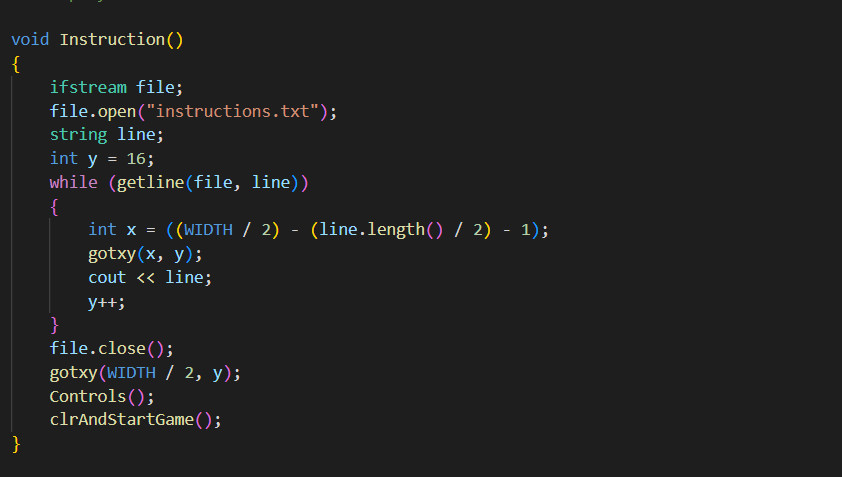 void Instruction()
{
    ifstream file;
    file.open("instructions.txt");
    string line;
    int y = 16;
    while (getline(file, line))
    {
        int x = ((WIDTH / 2) - (line.length() / 2) - 1);
        gotxy(x, y);
        cout << line;
        y++;
    }
    file.close();
    gotxy(WIDTH / 2, y);
    Controls();
    clrAndStartGame();
}